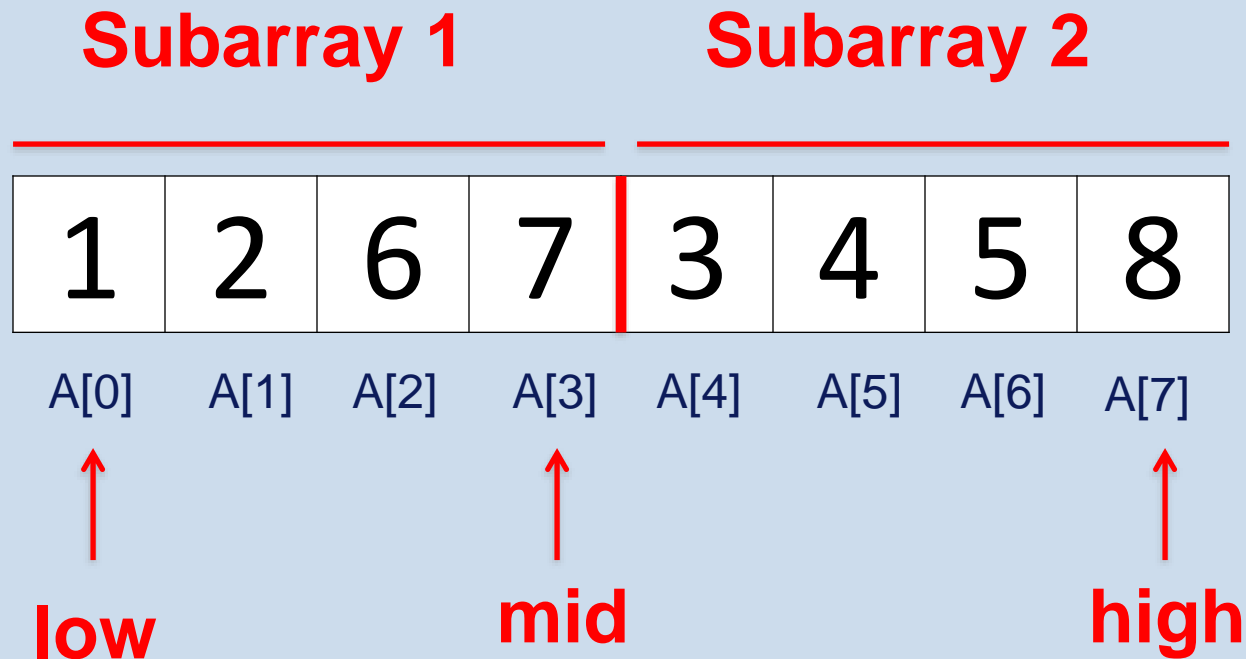 Subarray 1 Subarray 2
1 2 6 7 3 4 5 8
A[0] A[1] A[2] A[3] A[4] A[5] A[6] A[7]
low mid high